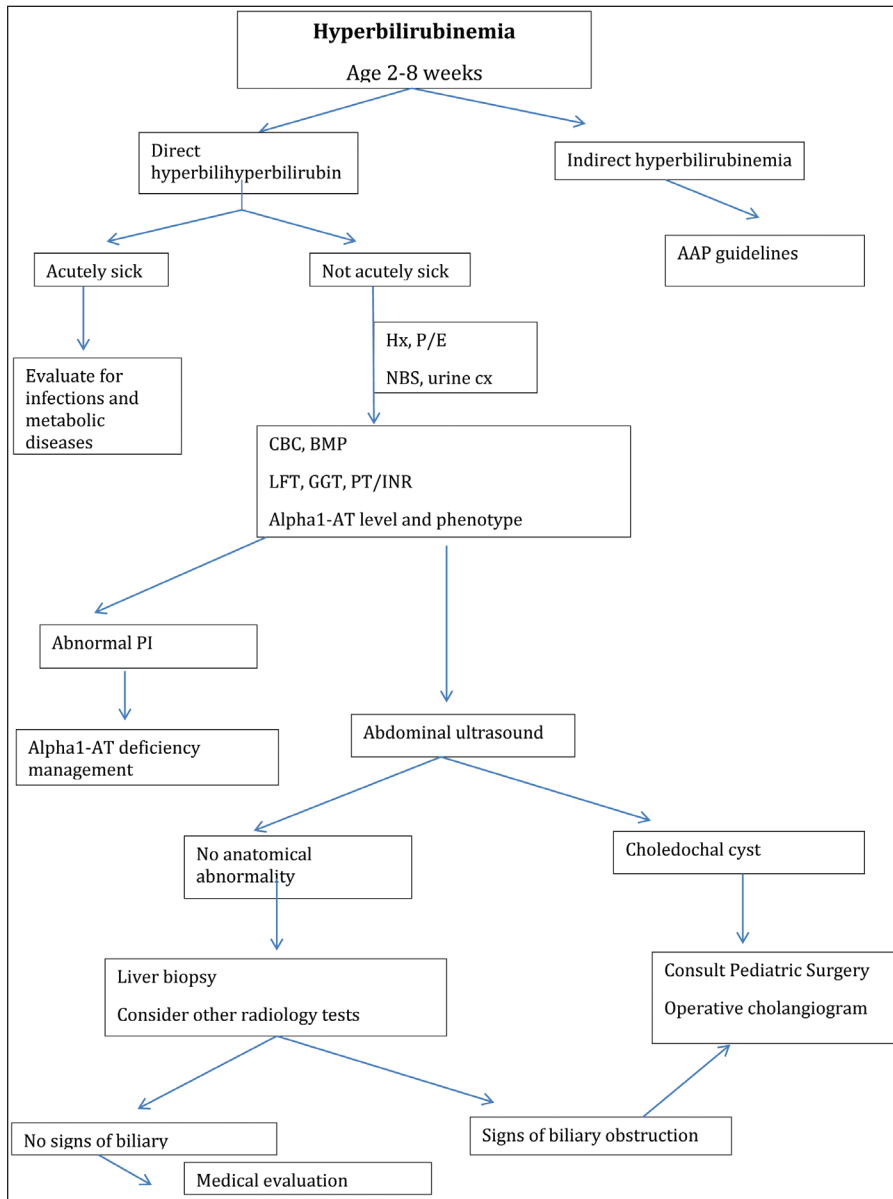 Hyperbilirubinemia
Age 2-8 weeks
Direct
hyperbilihyperbilirubin
Indirect hyperbilirubinemia
AAP guidelines
Acutely sick
Not acutely sick
Hx, P/E
NBS, urine cx
Evaluate for
infections and
metabolic
diseases
CBC, BMP
LFT, GGT, PT/INR
Alpha1-AT level and phenotype
Abnormal PI
Alpha1-AT deficiency
management
Abdominal ultrasound
No anatomical
abnormality
Choledochal cyst
Liver biopsy
Consider other radiology tests
Consult Pediatric Surgery
Operative cholangiogram
No signs of biliary
Signs of biliary obstruction
Medical evaluation